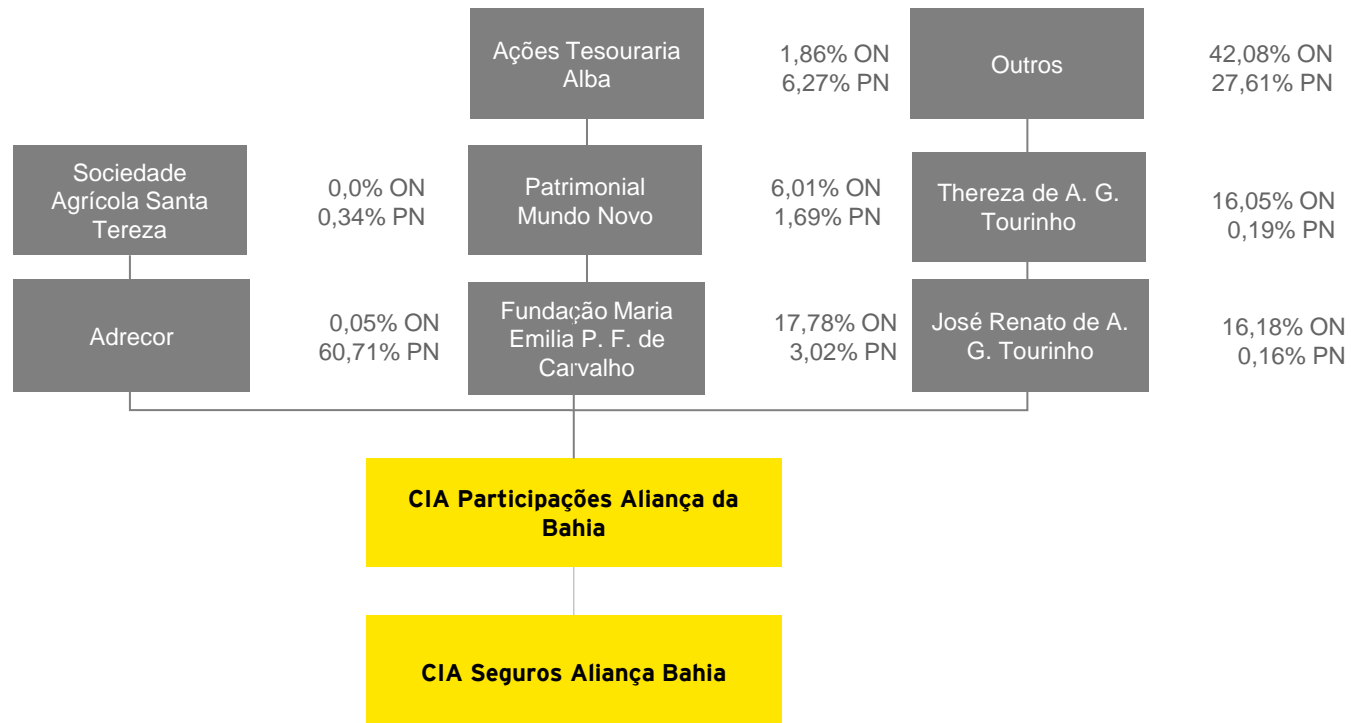 Ações Tesouraria
Alba
1,86% ON
6,27% PN
Outros
42,08% ON
27,61% PN
Sociedade
Agrícola Santa
Tereza
0,0% ON
0,34% PN
Patrimonial
Mundo Novo
6,01% ON
1,69% PN
Thereza de A. G.
Tourinho
16,05% ON
0,19% PN
Adrecor
0,05% ON
60,71% PN
Fundação Maria
Emilia P. F. de
Carvalho
17,78% ON
3,02% PN
José Renato de A.
G. Tourinho
16,18% ON
0,16% PN
CIA Participações Aliança da
Bahia
CIA Seguros Aliança Bahia